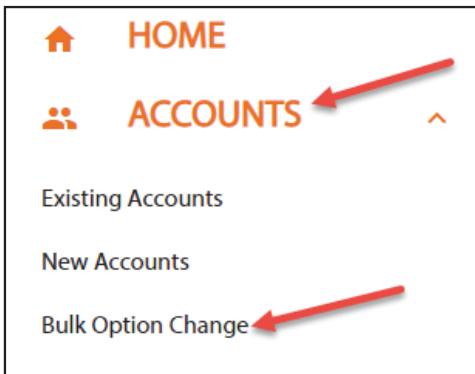 HOME
ACCOUNTS
Existing Accounts
New Accounts
Bulk Option Change